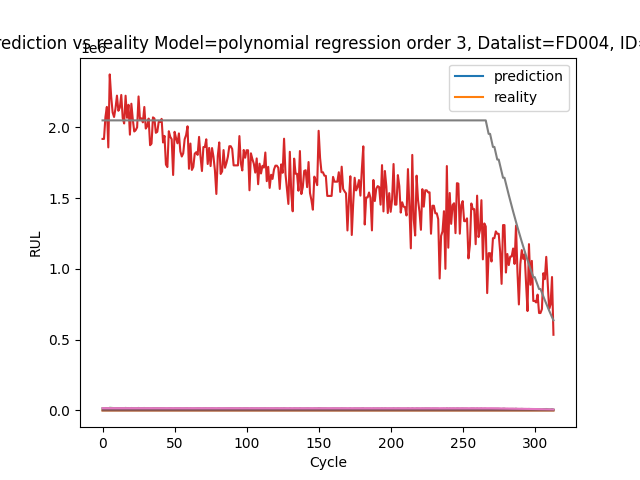 rediction vs reality Model=polynomial regression order 3, Datalist=FD004, ID=
1e6
prediction
reality
2.0
1.5
1.0
0.5
0.0
RUL
0 50 100 150 200 250 300
Cycle